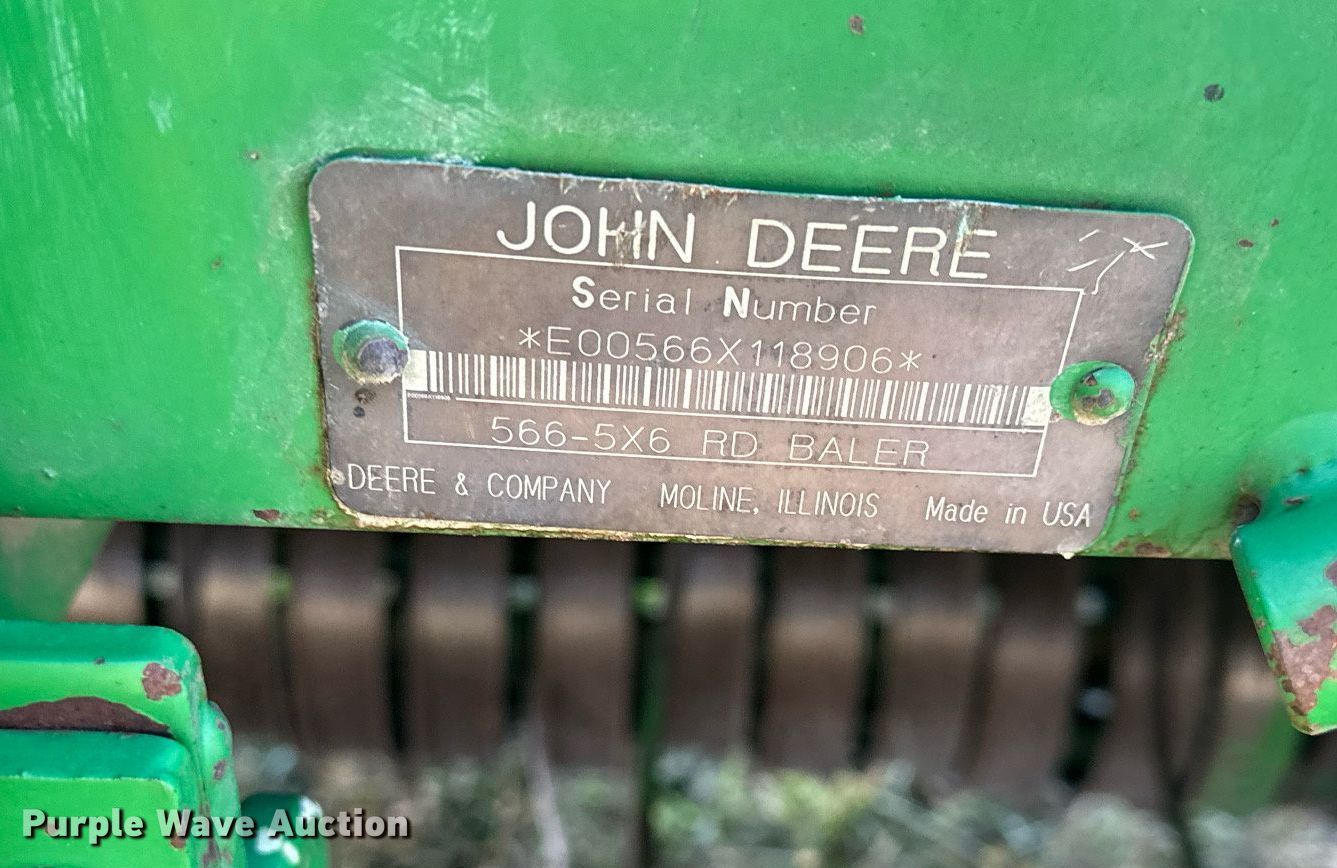 JOHN DEERE
Serial Number
*E00566X118906*
566-5X6 RD BALER
DEERE & COMPANY MOLINE, ILLINOIS Made in USA
Purple Wave Auction